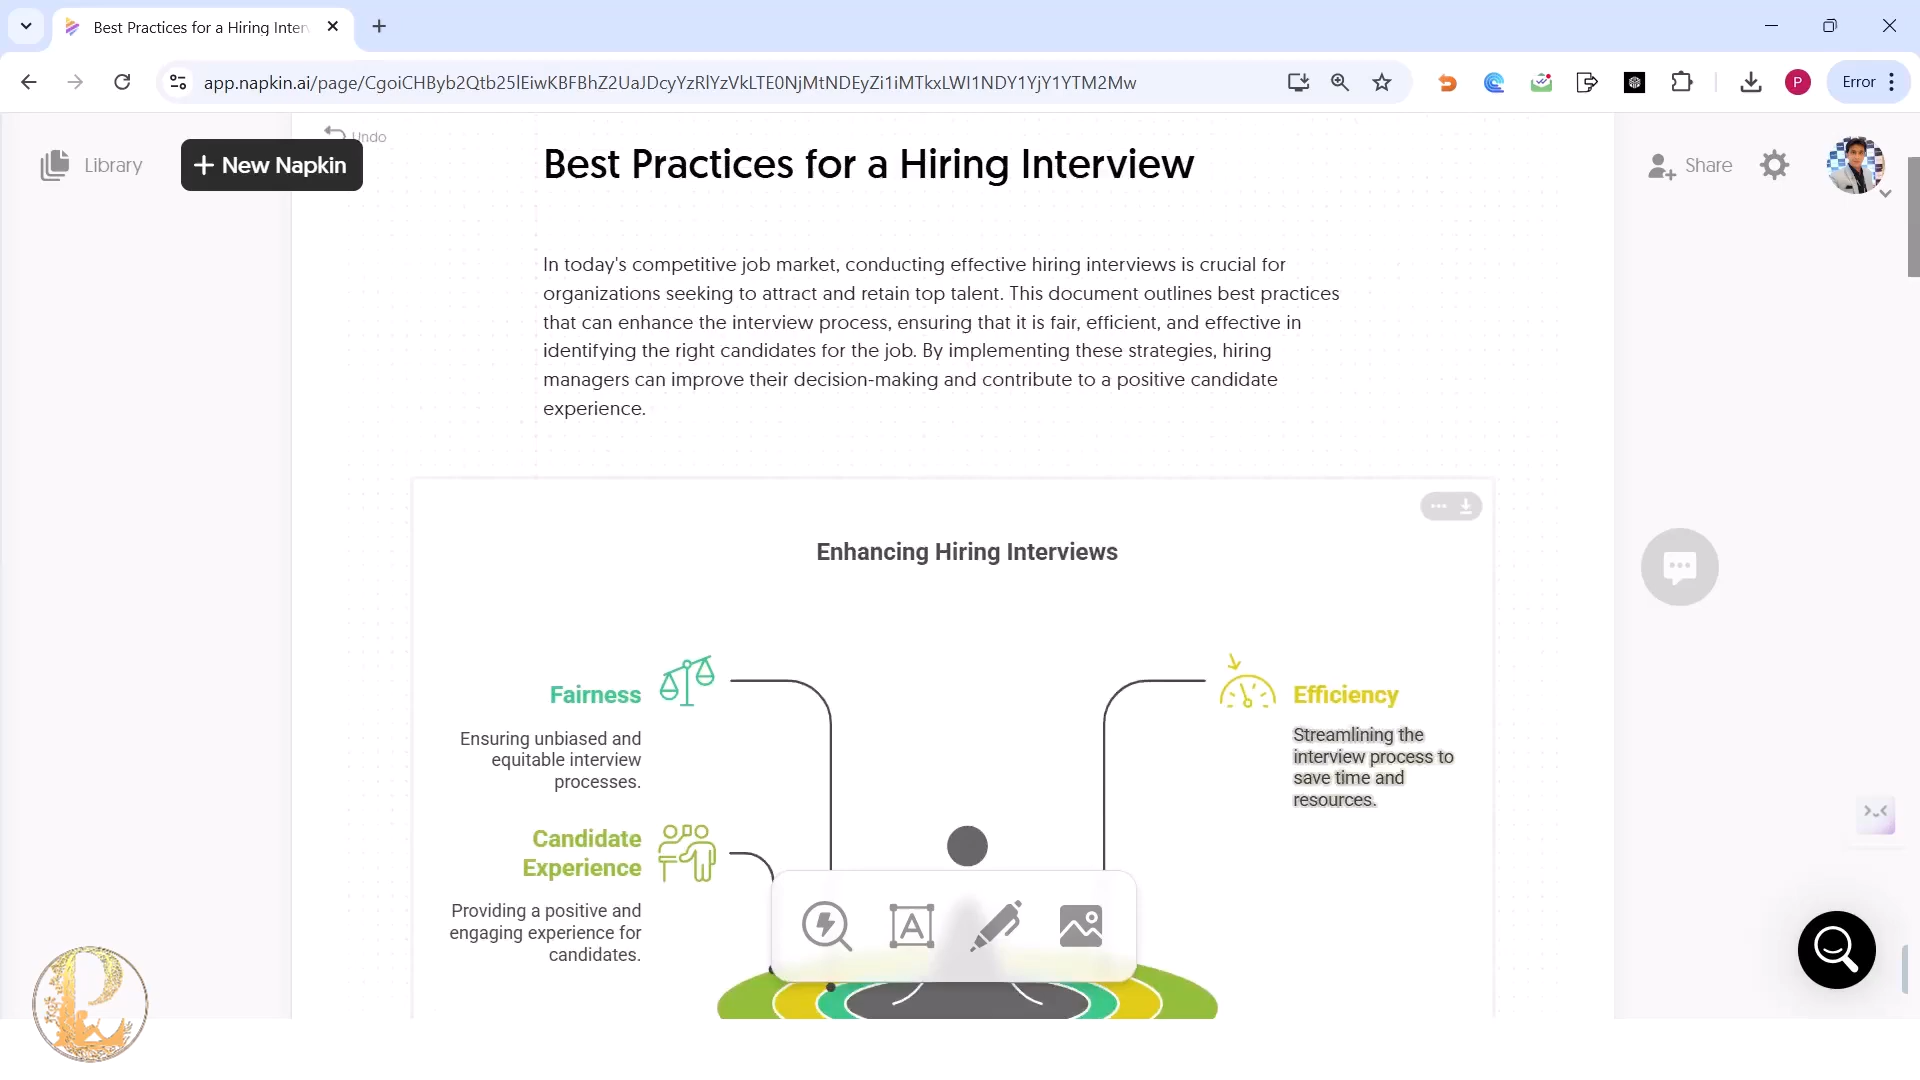 Best Practices for a Hiring Interv
app.napkin.ai/page/CgoiCHByb2Qtb25lEiwKBFBhZ2UaJDcyYzRlYzVkLTE0NjMtNDEyZi1iMTkxLWI1NDY1YjY1YTM2Mw
P
Error
Undo
Library
+ New Napkin
Share
Best Practices for a Hiring Interview
In today's competitive job market, conducting effective hiring interviews is crucial for
organizations seeking to attract and retain top talent. This document outlines best practices
that can enhance the interview process, ensuring that it is fair, efficient, and effective in
identifying the right candidates for the job. By implementing these strategies, hiring
managers can improve their decision-making and contribute to a positive candidate
experience.
Enhancing Hiring Interviews
Fairness
Ensuring unbiased and
equitable interview
processes.
Efficiency
Streamlining the
interview process to
save time and
resources.
Candidate
Experience
Providing a positive and
engaging experience for
candidates.
A